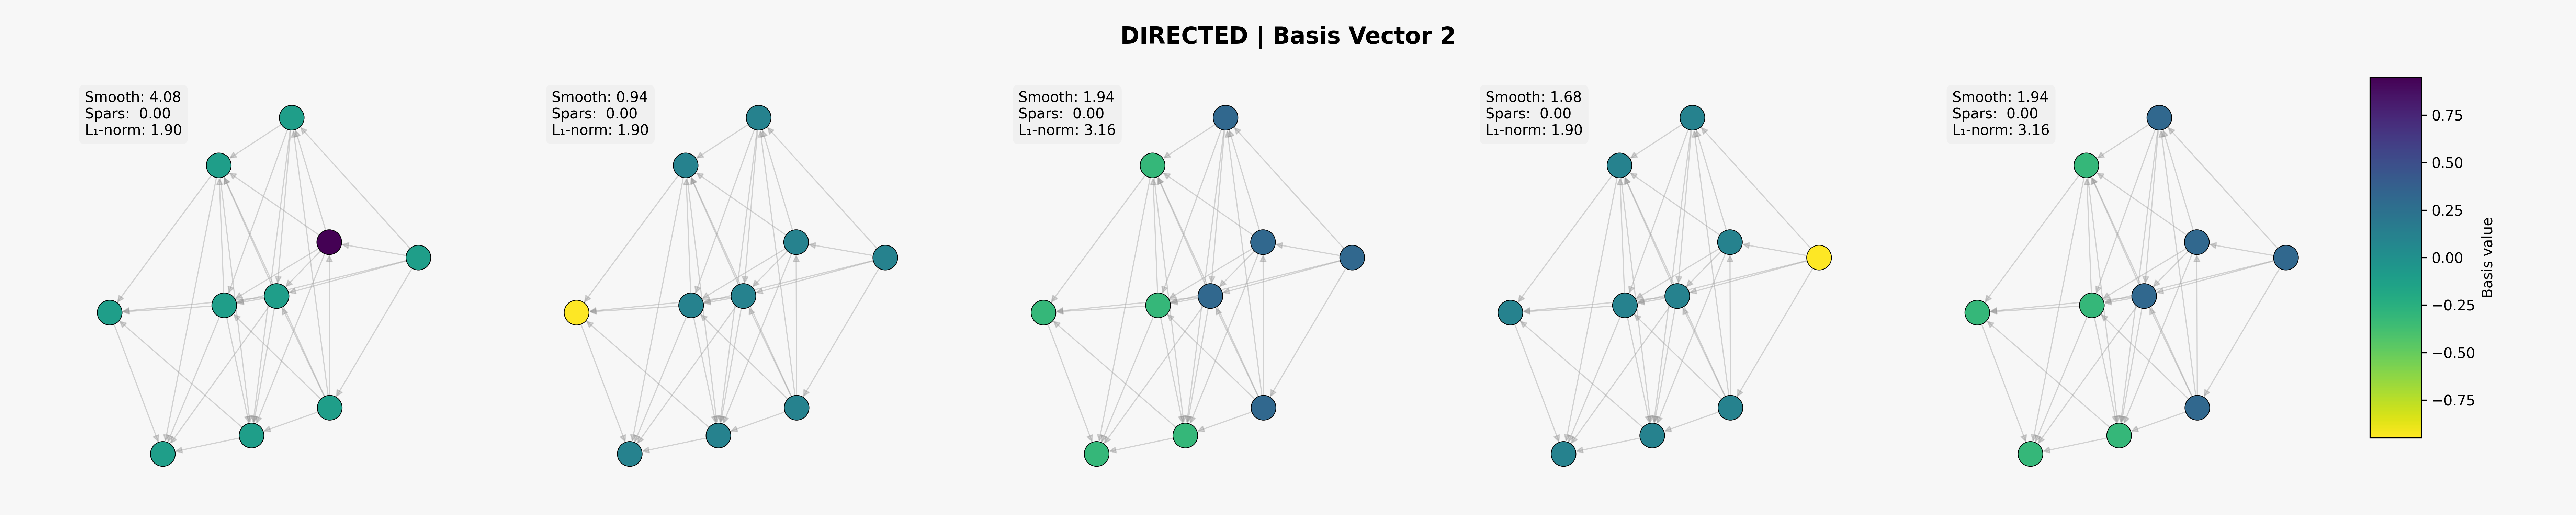 DIRECTED | Basis Vector 2
Smooth: 4.08
Spars:  0.00
L₁-norm: 1.90
Smooth: 0.94
Spars:  0.00
L₁-norm: 1.90
Smooth: 1.94
Spars:  0.00
L₁-norm: 3.16
Smooth: 1.68
Spars:  0.00
L₁-norm: 1.90
Smooth: 1.94
Spars:  0.00
L₁-norm: 3.16
0.75
0.50
0.25
0.00
−0.25
−0.50
−0.75
Basis value